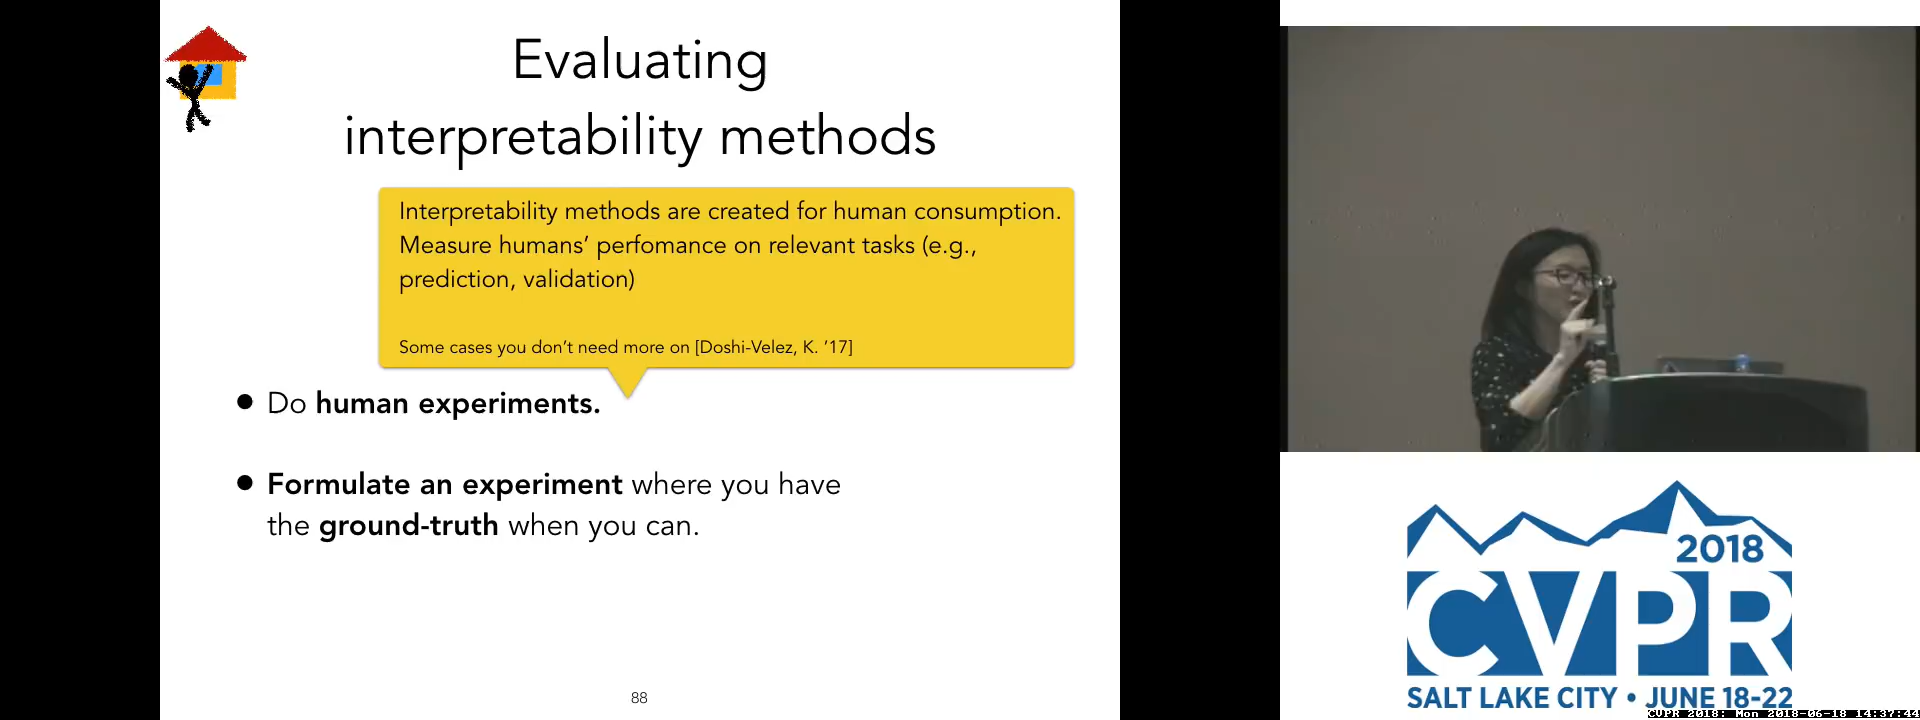 Evaluating
interpretability methods
Interpretability methods are created for human consumption.
Measure humans’ perfomance on relevant tasks (e.g.,
prediction, validation)
Some cases you don’t need more on [Doshi-Velez, K. ’17]
● Do human experiments.
● Formulate an experiment where you have
the ground-truth when you can.
88
2018
CVPR
SALT LAKE CITY • JUNE 18-22
CVPR 2018: Mon 2018-06-18 14:37:44